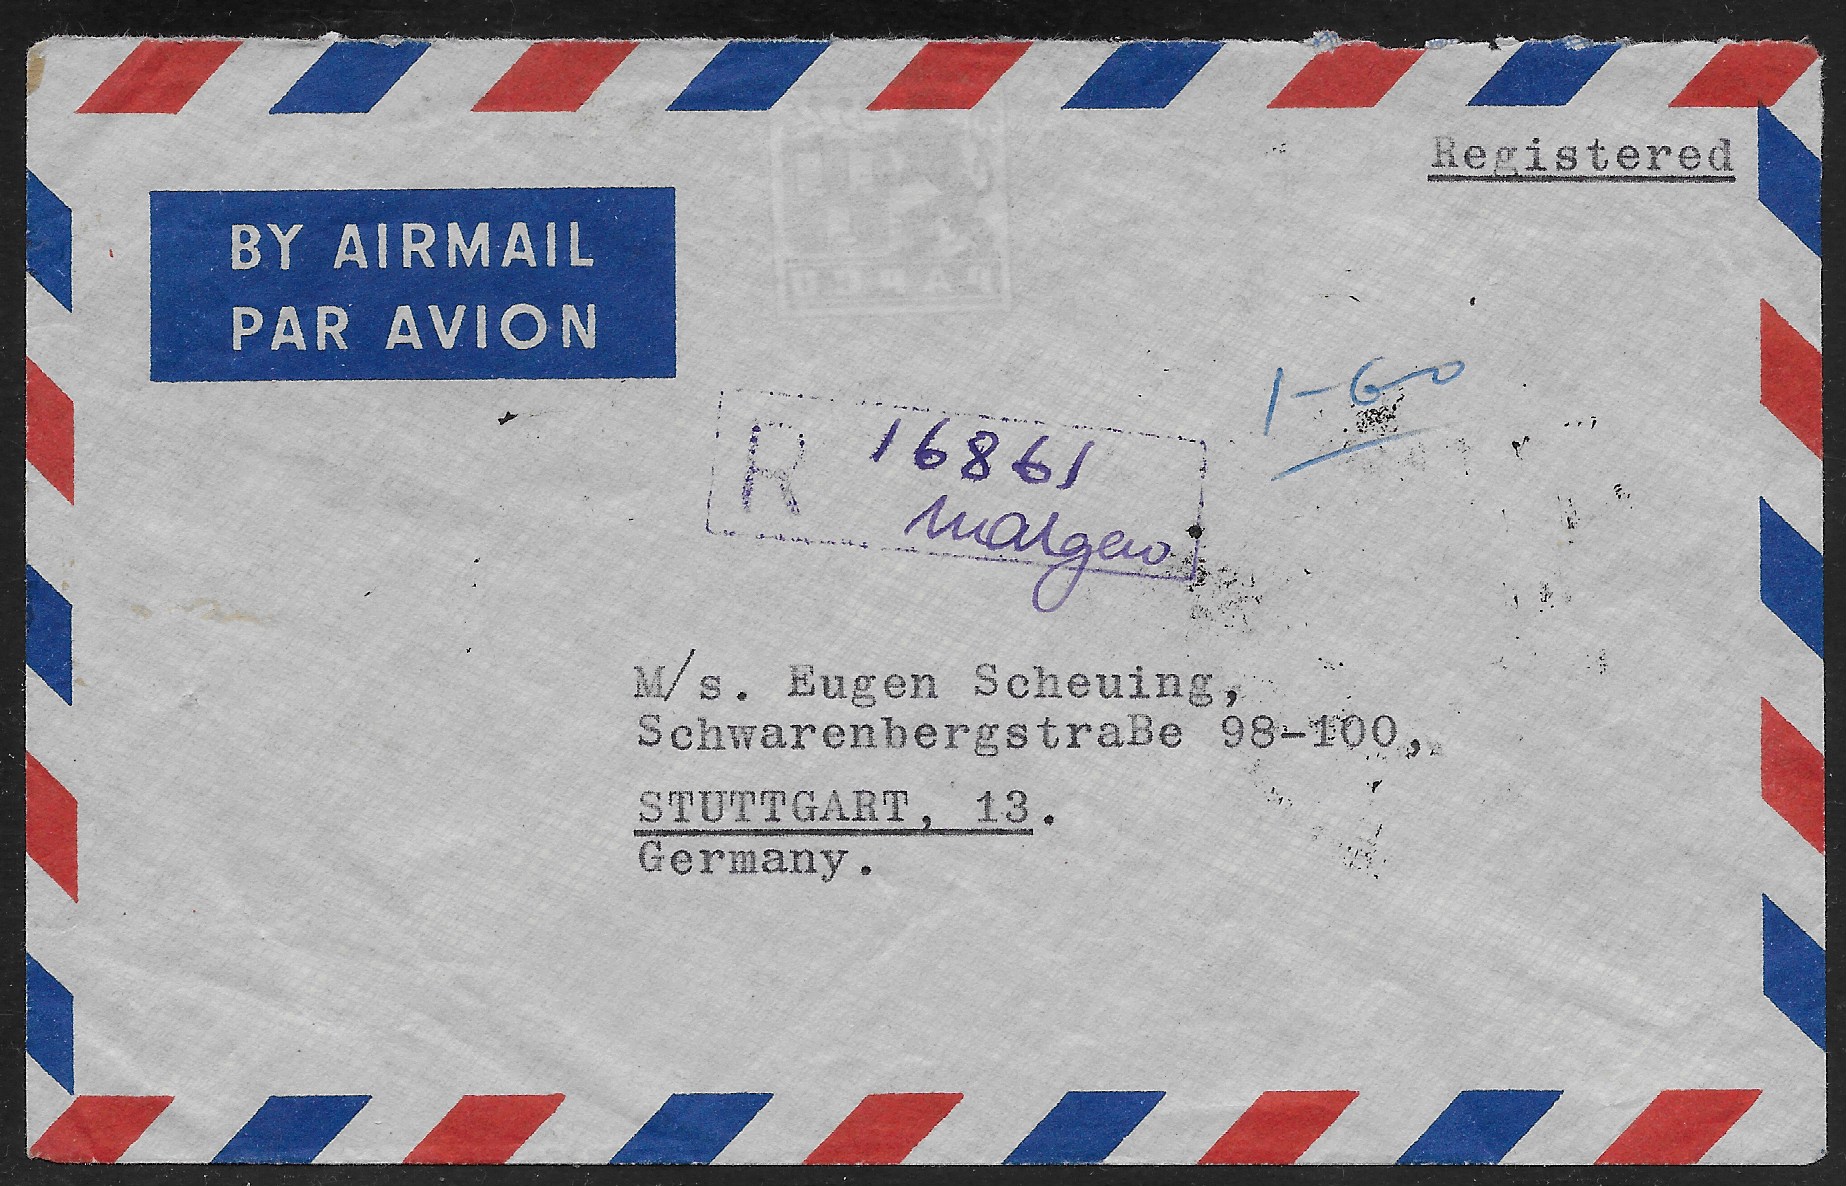 Registered
BY AIRMAIL
PAR AVION
1-60
R 16861
Margao
M/s. Eugen Scheuing,
SchwarenbergstraBe 98-100,
STUTTGART, 13.
Germany.